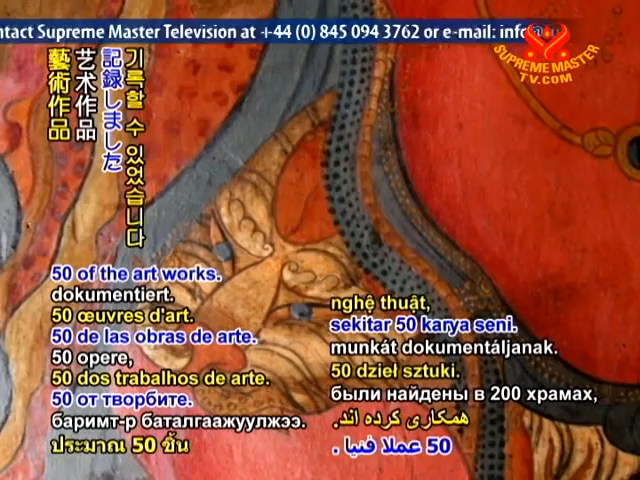 ntact Supreme Master Television at +44 (0) 845 094 3762 or e-mail:
SUPREME MASTER
TV.COM
藝術作品
艺术作品
記録しました
기록할 수 있었습니다
50 of the art works.
dokumentiert.
50 œuvres d'art.
50 de las obras de arte.
50 opere,
50 dos trabalhos de arte.
50 от творбите.
баримт-р баталгаажуулжээ.
ประมาณ 50 ชิ้น
nghệ thuật,
sekitar 50 karya seni.
munkát dokumentáljanak.
50 dzieł sztuki.
были найдены в 200 храмах,
همکاری کرده اند.
50 عملا فنيا .